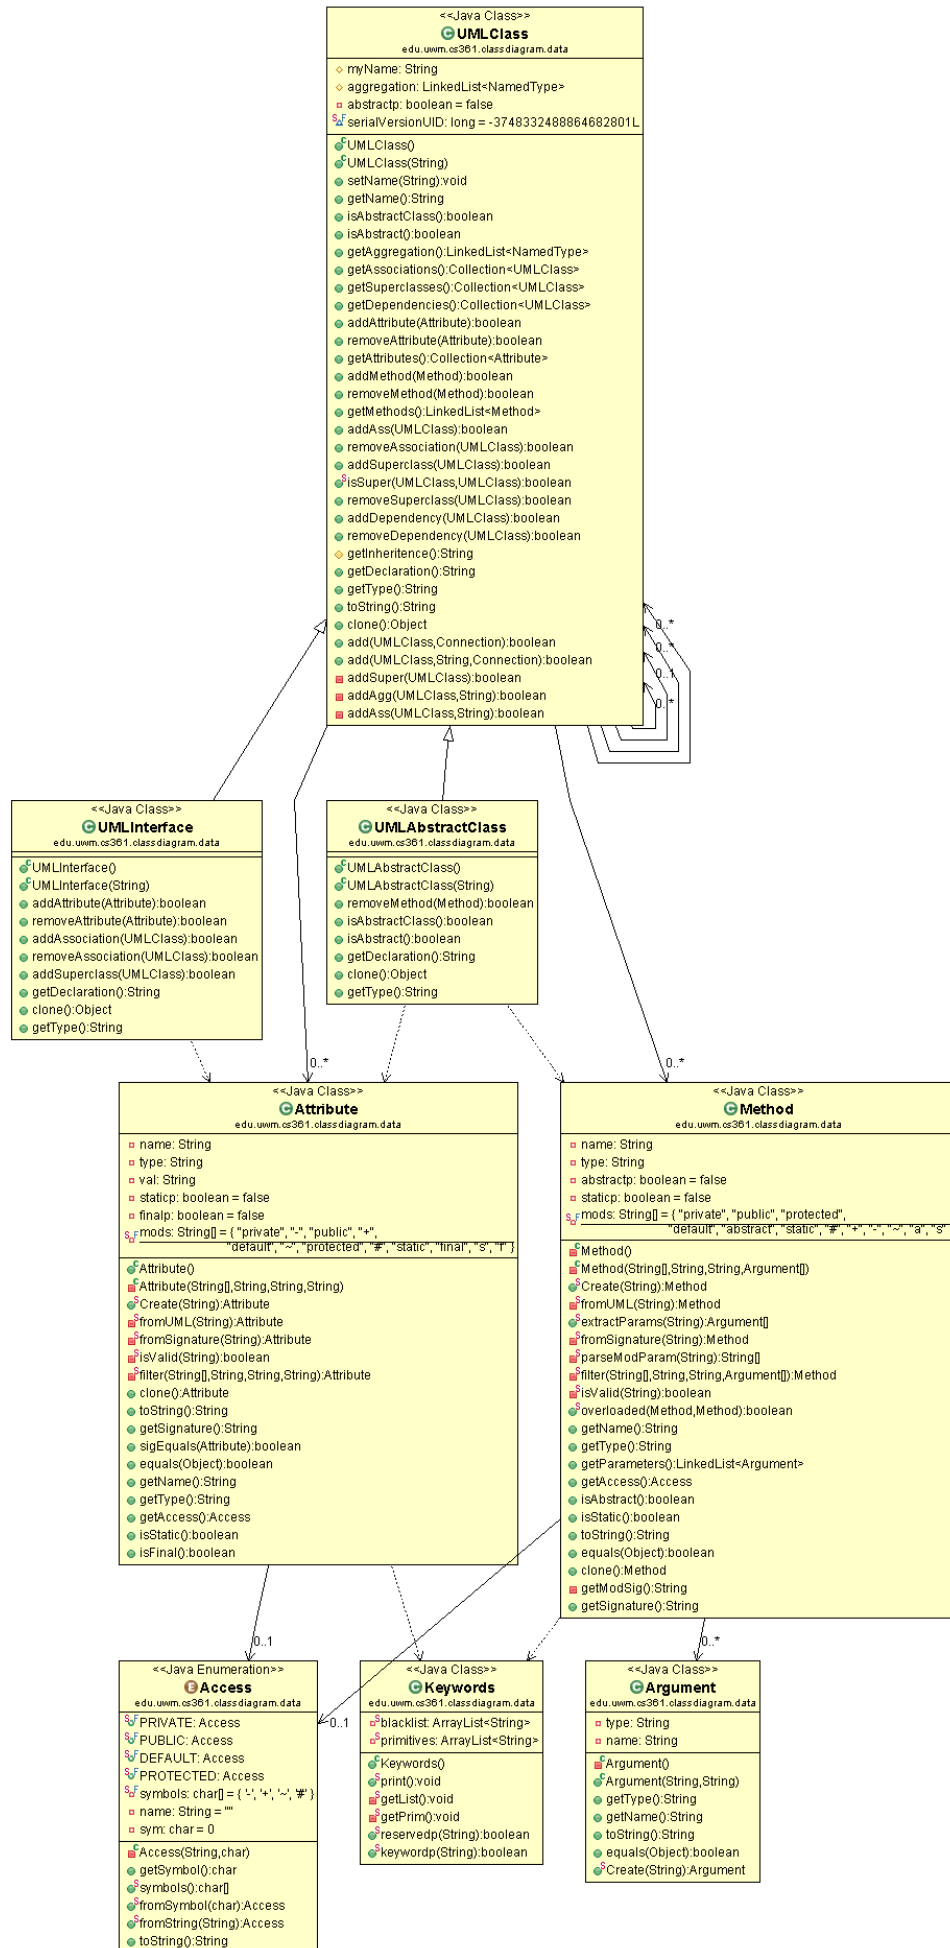 <<Java Class>>
UMLClass
edu.uwm.cs361.classdiagram.data
myName: String
aggregation: LinkedList<NamedType>
abstractp: boolean = false
serialVersionUID: long = -3748332488864682801L
UMLClass()
UMLClass(String)
setName(String):void
getName():String
isAbstractClass():boolean
isAbstract():boolean
getAggregation():LinkedList<NamedType>
getAssociations():Collection<UMLClass>
getSuperclasses():Collection<UMLClass>
getDependencies():Collection<UMLClass>
addAttribute(Attribute):boolean
removeAttribute(Attribute):boolean
getAttributes():Collection<Attribute>
addMethod(Method):boolean
removeMethod(Method):boolean
getMethods():LinkedList<Method>
addAss(UMLClass):boolean
removeAssociation(UMLClass):boolean
addSuperclass(UMLClass):boolean
isSuper(UMLClass,UMLClass):boolean
removeSuperclass(UMLClass):boolean
addDependency(UMLClass):boolean
removeDependency(UMLClass):boolean
getInheritence():String
getDeclaration():String
getType():String
toString():String
clone():Object
add(UMLClass,Connection):boolean
add(UMLClass,String,Connection):boolean
addSuper(UMLClass):boolean
addAgg(UMLClass,String):boolean
addAss(UMLClass,String):boolean
0..*
0..*
0..1
0..*
<<Java Class>>
UMLInterface
edu.uwm.cs361.classdiagram.data
UMLInterface()
UMLInterface(String)
addAttribute(Attribute):boolean
removeAttribute(Attribute):boolean
addAssociation(UMLClass):boolean
removeAssociation(UMLClass):boolean
addSuperclass(UMLClass):boolean
getDeclaration():String
clone():Object
getType():String
<<Java Class>>
UMLAbstractClass
edu.uwm.cs361.classdiagram.data
UMLAbstractClass()
UMLAbstractClass(String)
removeMethod(Method):boolean
isAbstractClass():boolean
isAbstract():boolean
getDeclaration():String
clone():Object
getType():String
0..*
0..*
<<Java Class>>
Attribute
edu.uwm.cs361.classdiagram.data
name: String
type: String
val: String
staticp: boolean = false
finalp: boolean = false
mods: String[] = { "private", "-", "public", "+",
"default", "~", "protected", "#", "static", "final", "s", "f" }
Attribute()
Attribute(String[],String,String,String)
Create(String):Attribute
fromUML(String):Attribute
fromSignature(String):Attribute
isValid(String):boolean
filter(String[],String,String,String):Attribute
clone():Attribute
toString():String
getSignature():String
sigEquals(Attribute):boolean
equals(Object):boolean
getName():String
getType():String
getAccess():Access
isStatic():boolean
isFinal():boolean
<<Java Class>>
Method
edu.uwm.cs361.classdiagram.data
name: String
type: String
abstractp: boolean = false
staticp: boolean = false
mods: String[] = { "private", "public", "protected",
"default", "abstract", "static", "#", "+", "-", "~", "a", "s"
Method()
Method(String[],String,String,Argument[])
Create(String):Method
fromUML(String):Method
extractParams(String):Argument[]
fromSignature(String):Method
parseModParam(String):String[]
filter(String[],String,String,Argument[]):Method
isValid(String):boolean
overloaded(Method,Method):boolean
getName():String
getType():String
getParameters():LinkedList<Argument>
getAccess():Access
isAbstract():boolean
isStatic():boolean
toString():String
equals(Object):boolean
clone():Method
getModSig():String
getSignature():String
0..1
0..*
0..1
<<Java Enumeration>>
Access
edu.uwm.cs361.classdiagram.data
PRIVATE: Access
PUBLIC: Access
DEFAULT: Access
PROTECTED: Access
symbols: char[] = { '-', '+', '~', '#' }
name: String = ""
sym: char = 0
Access(String,char)
getSymbol():char
symbols():char[]
fromSymbol(char):Access
fromString(String):Access
toString():String
<<Java Class>>
Keywords
edu.uwm.cs361.classdiagram.data
blacklist: ArrayList<String>
primitives: ArrayList<String>
Keywords()
print():void
getList():void
getPrim():void
reservedp(String):boolean
keywordp(String):boolean
<<Java Class>>
Argument
edu.uwm.cs361.classdiagram.data
type: String
name: String
Argument()
Argument(String,String)
getType():String
getName():String
toString():String
equals(Object):boolean
Create(String):Argument